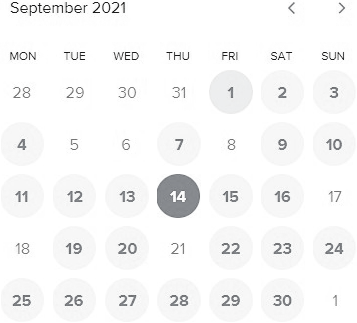 September 2021
MON TUE WED THU FRI SAT SUN
28 29 30 31 1 2 3
4 5 6 7 8 9 10
11 12 13 14 15 16 17
18 19 20 21 22 23 24
25 26 27 28 29 30 1